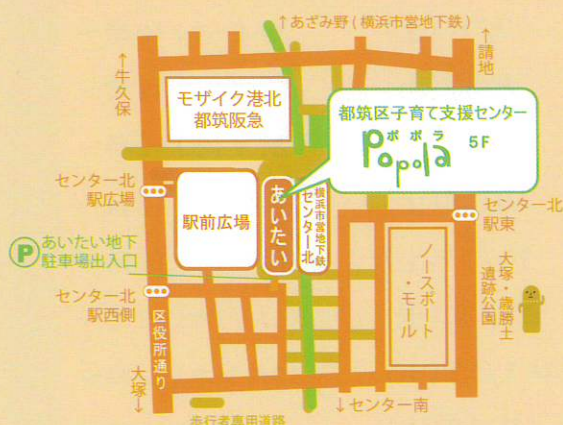 ↑あざみ野(横浜市営地下鉄)
↑牛久保
↑請地
モザイク港北
都筑阪急
都筑区子育て支援センター
ポポラ
Popola 5F
センター北
駅広場
駅前広場
あいたい
横浜市営地下鉄
センター北
センター北
駅東
P あいたい地下
駐車場出入口
ノースポート
・モール
大塚・歳勝土
遺跡公園
センター北
駅西側
区役所通り
大塚↓
↓センター南
歩行者専用道路